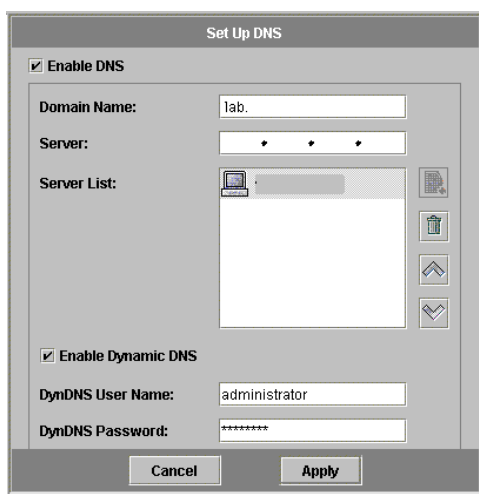 Set Up DNS
Enable DNS
Domain Name: lab.
Server: . . .
Server List:
Enable Dynamic DNS
DynDNS User Name: administrator
DynDNS Password: ********
Cancel Apply